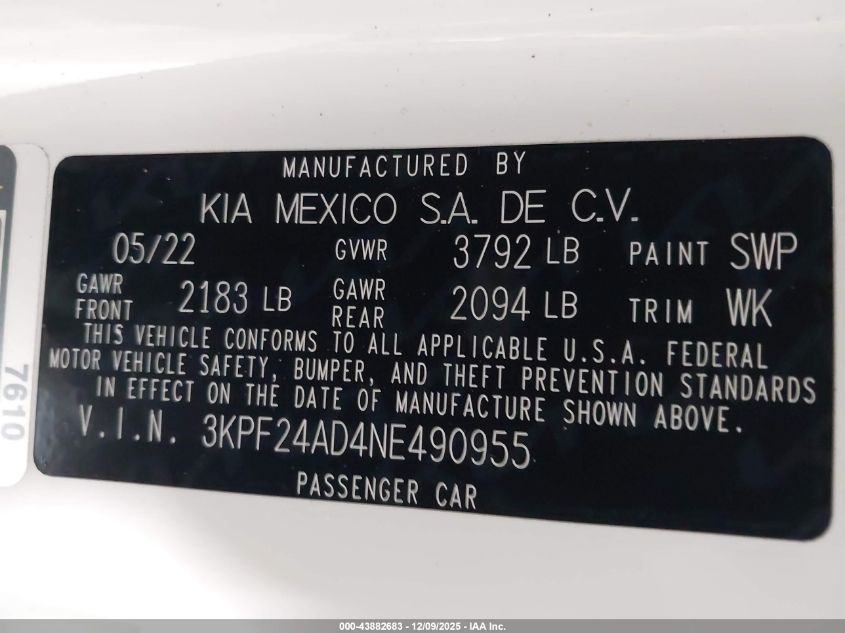 MANUFACTURED BY
KIA MEXICO S.A. DE C.V.
05/22 GVWR 3792 LB PAINT SWP
GAWR FRONT 2183 LB GAWR REAR 2094 LB TRIM WK
THIS VEHICLE CONFORMS TO ALL APPLICABLE U.S.A. FEDERAL
MOTOR VEHICLE SAFETY, BUMPER, AND THEFT PREVENTION STANDARDS
IN EFFECT ON THE DATE OF MANUFACTURE SHOWN ABOVE.
V.I.N. 3KPF24AD4NE490955
PASSENGER CAR
7610
000-43882683 - 12/09/2025 - IAA Inc.